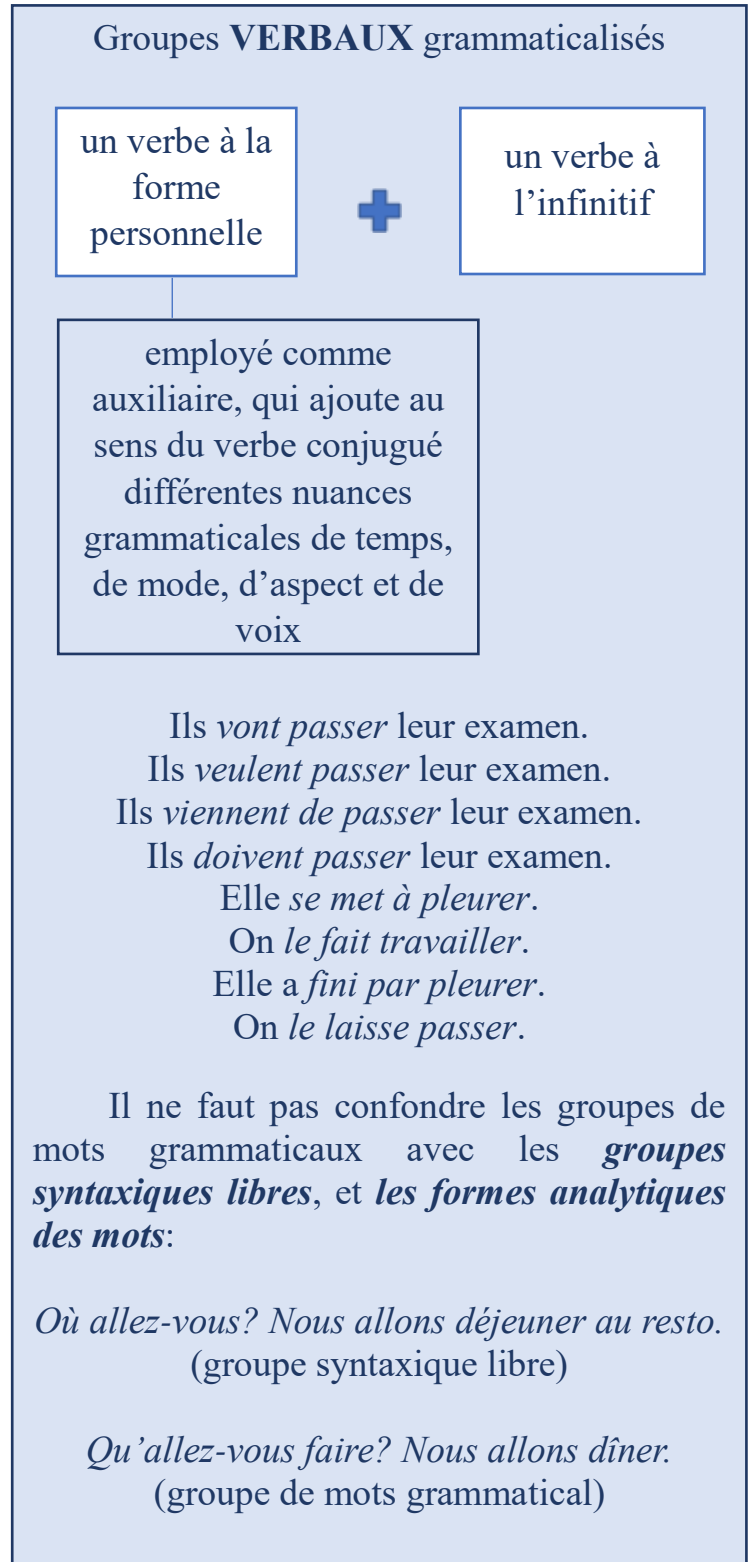 Groupes VERBAUX grammaticalisés
un verbe à la
forme
personnelle
un verbe à
l’infinitif
employé comme
auxiliaire, qui ajoute au
sens du verbe conjugué
différentes nuances
grammaticales de temps,
de mode, d’aspect et de
voix
Ils vont passer leur examen.
Ils veulent passer leur examen.
Ils viennent de passer leur examen.
Ils doivent passer leur examen.
Elle se met à pleurer.
On le fait travailler.
Elle a fini par pleurer.
On le laisse passer.
Il ne faut pas confondre les groupes de
mots grammaticaux avec les groupes
syntaxiques libres, et les formes analytiques
des mots:
Où allez-vous? Nous allons déjeuner au resto.
(groupe syntaxique libre)
Qu’allez-vous faire? Nous allons dîner.
(groupe de mots grammatical)